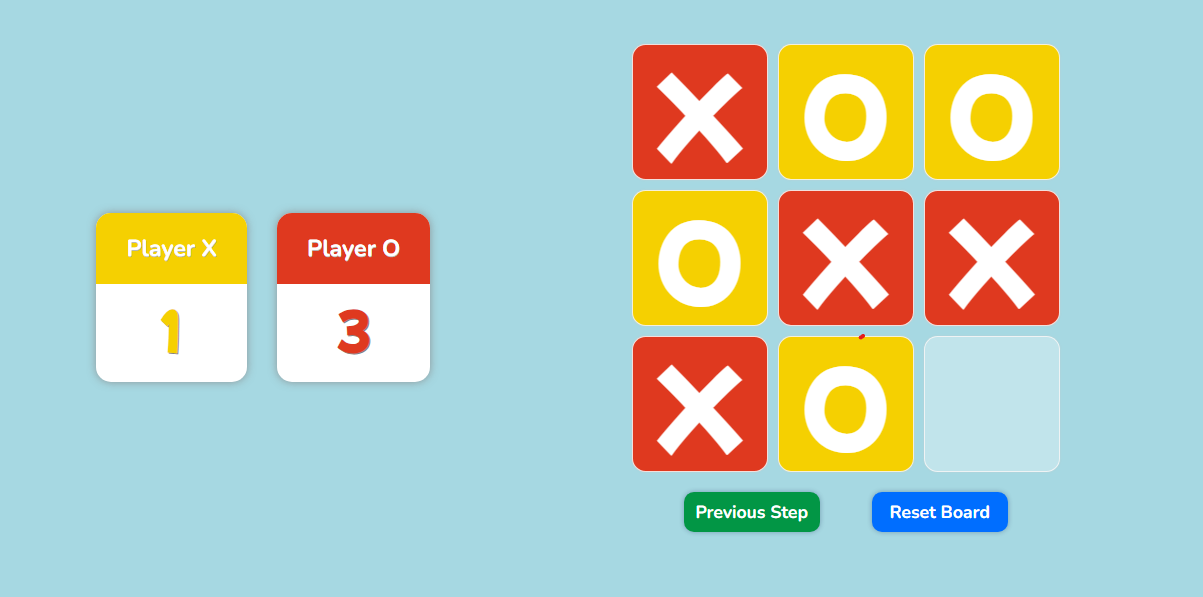 Player X
1
Player O
3
X O O
O X X
X O
Previous Step
Reset Board